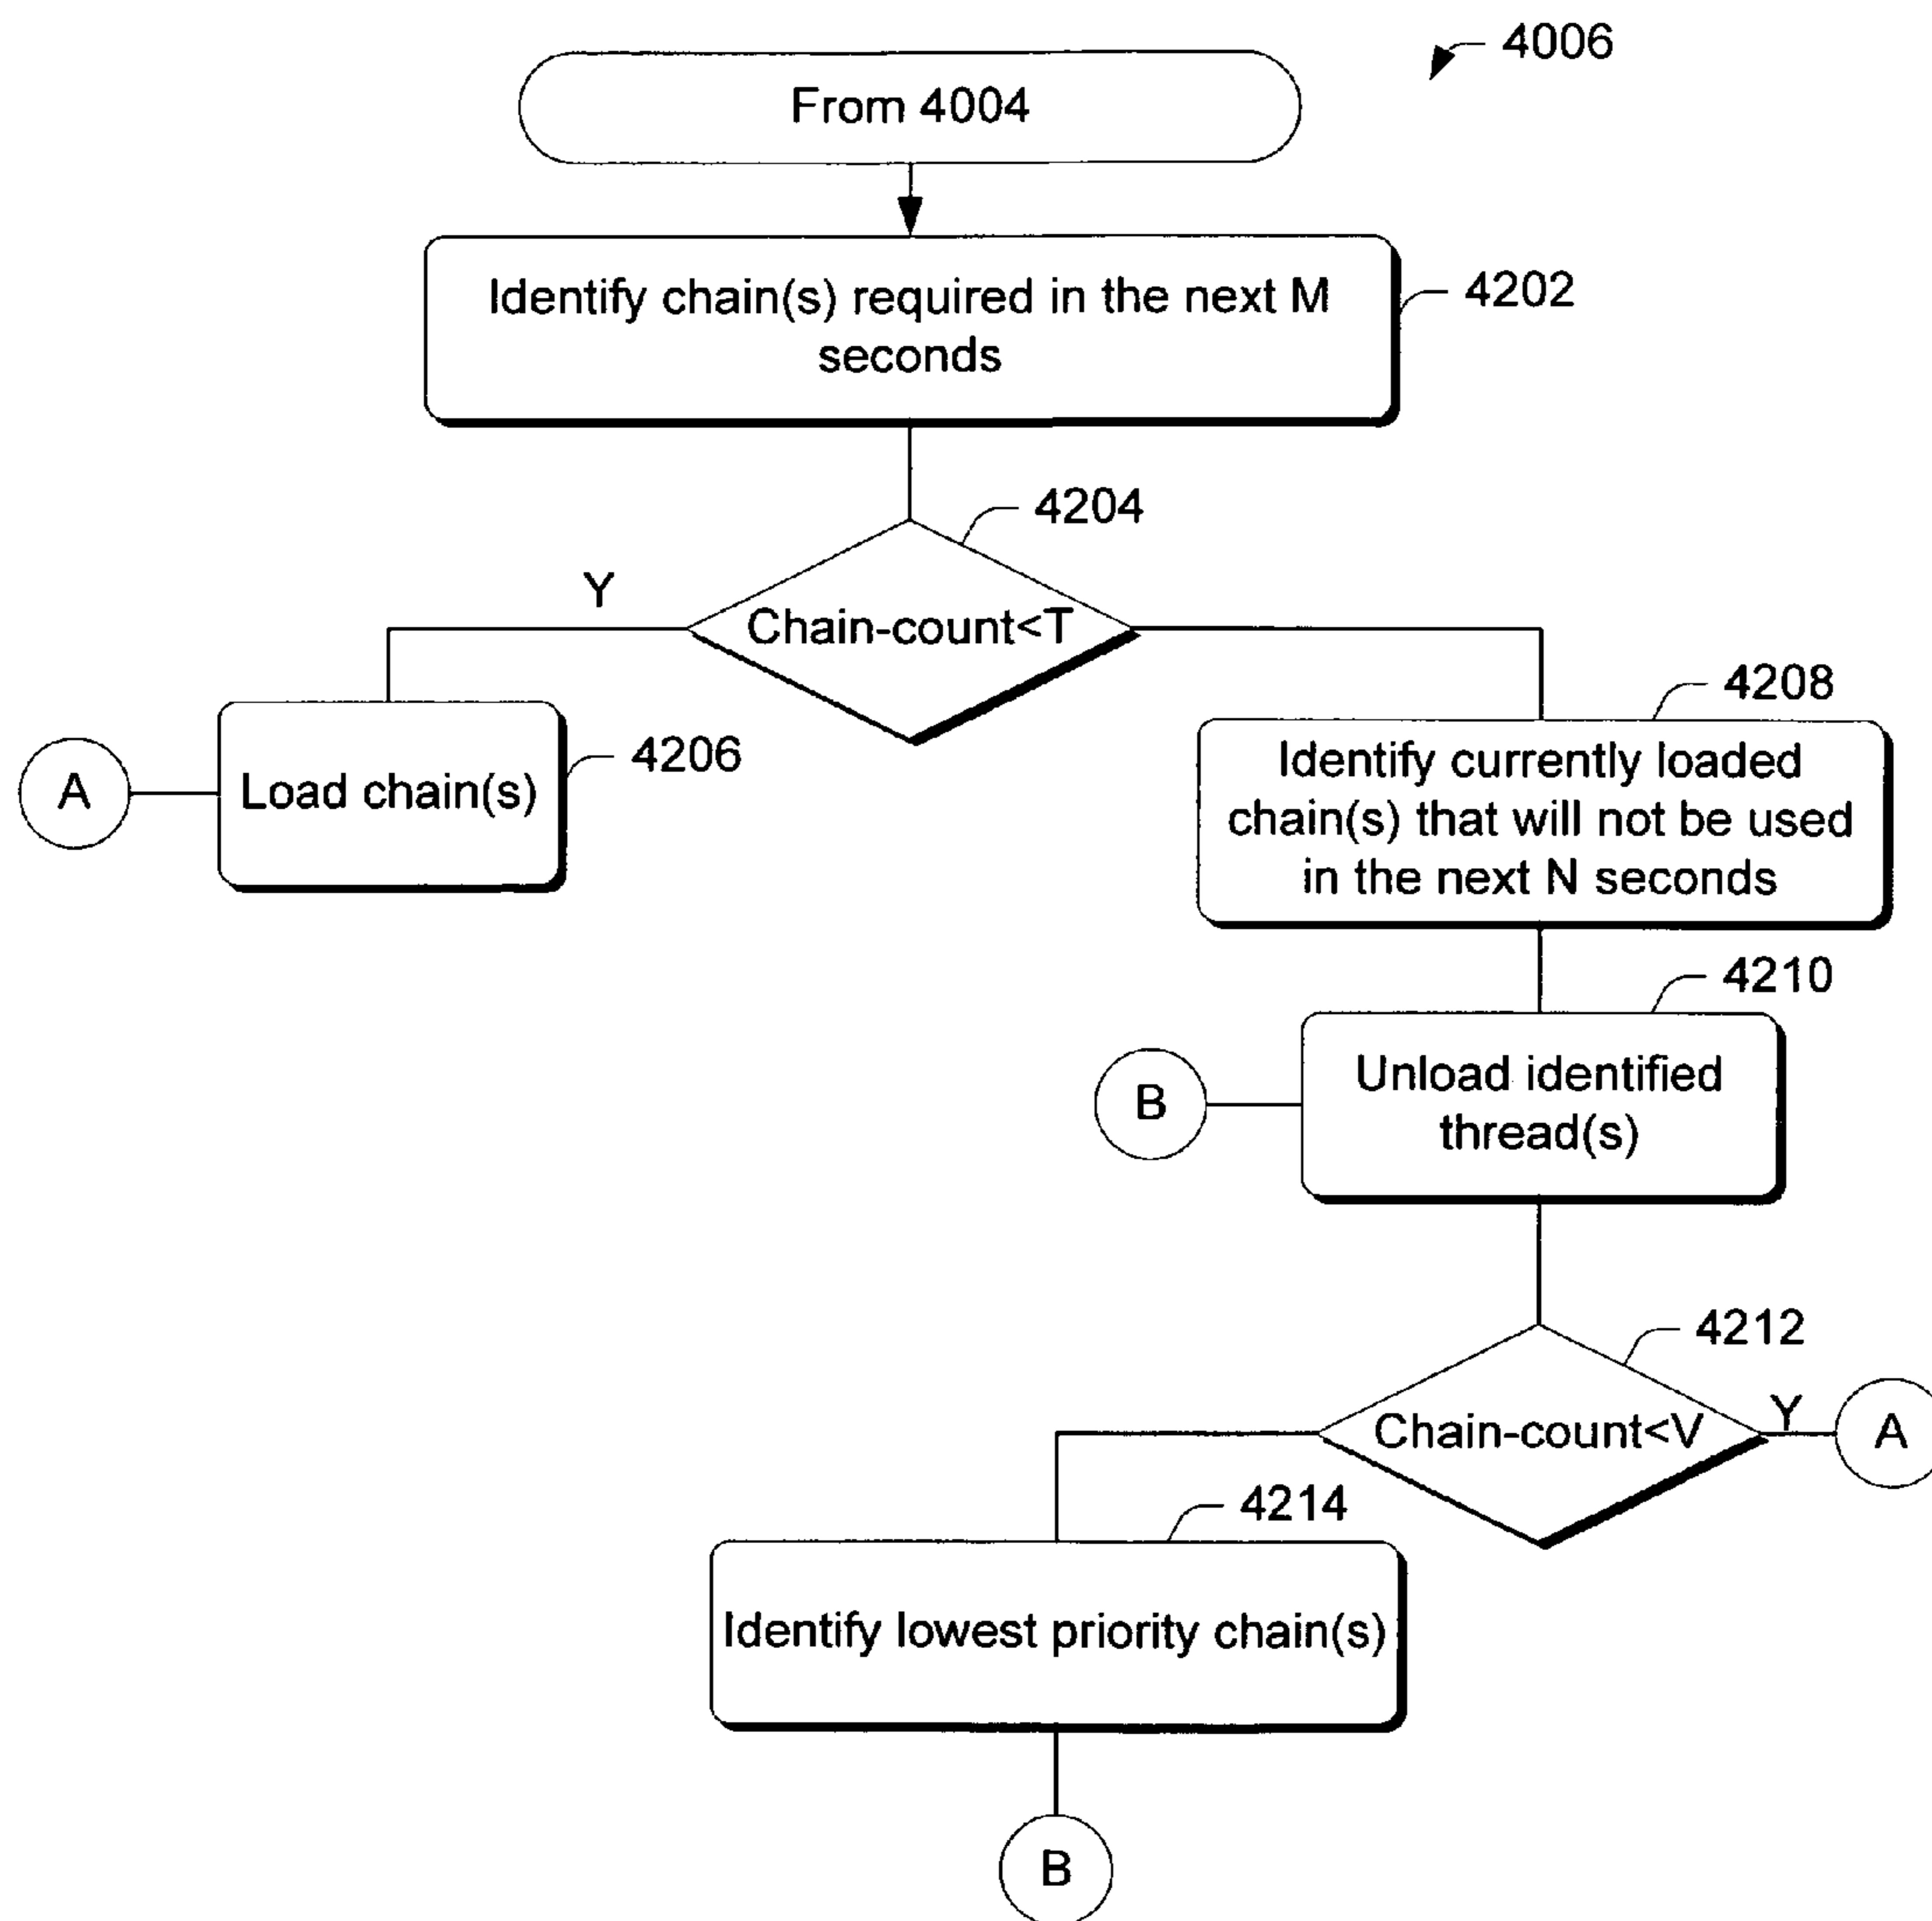 4006
From 4004
Identify chain(s) required in the next M
seconds
4202
4204
Y
Chain-count<T
4206
A
Load chain(s)
4208
Identify currently loaded
chain(s) that will not be used
in the next N seconds
4210
B
Unload identified
thread(s)
4212
Chain-count<V
Y
A
4214
Identify lowest priority chain(s)
B